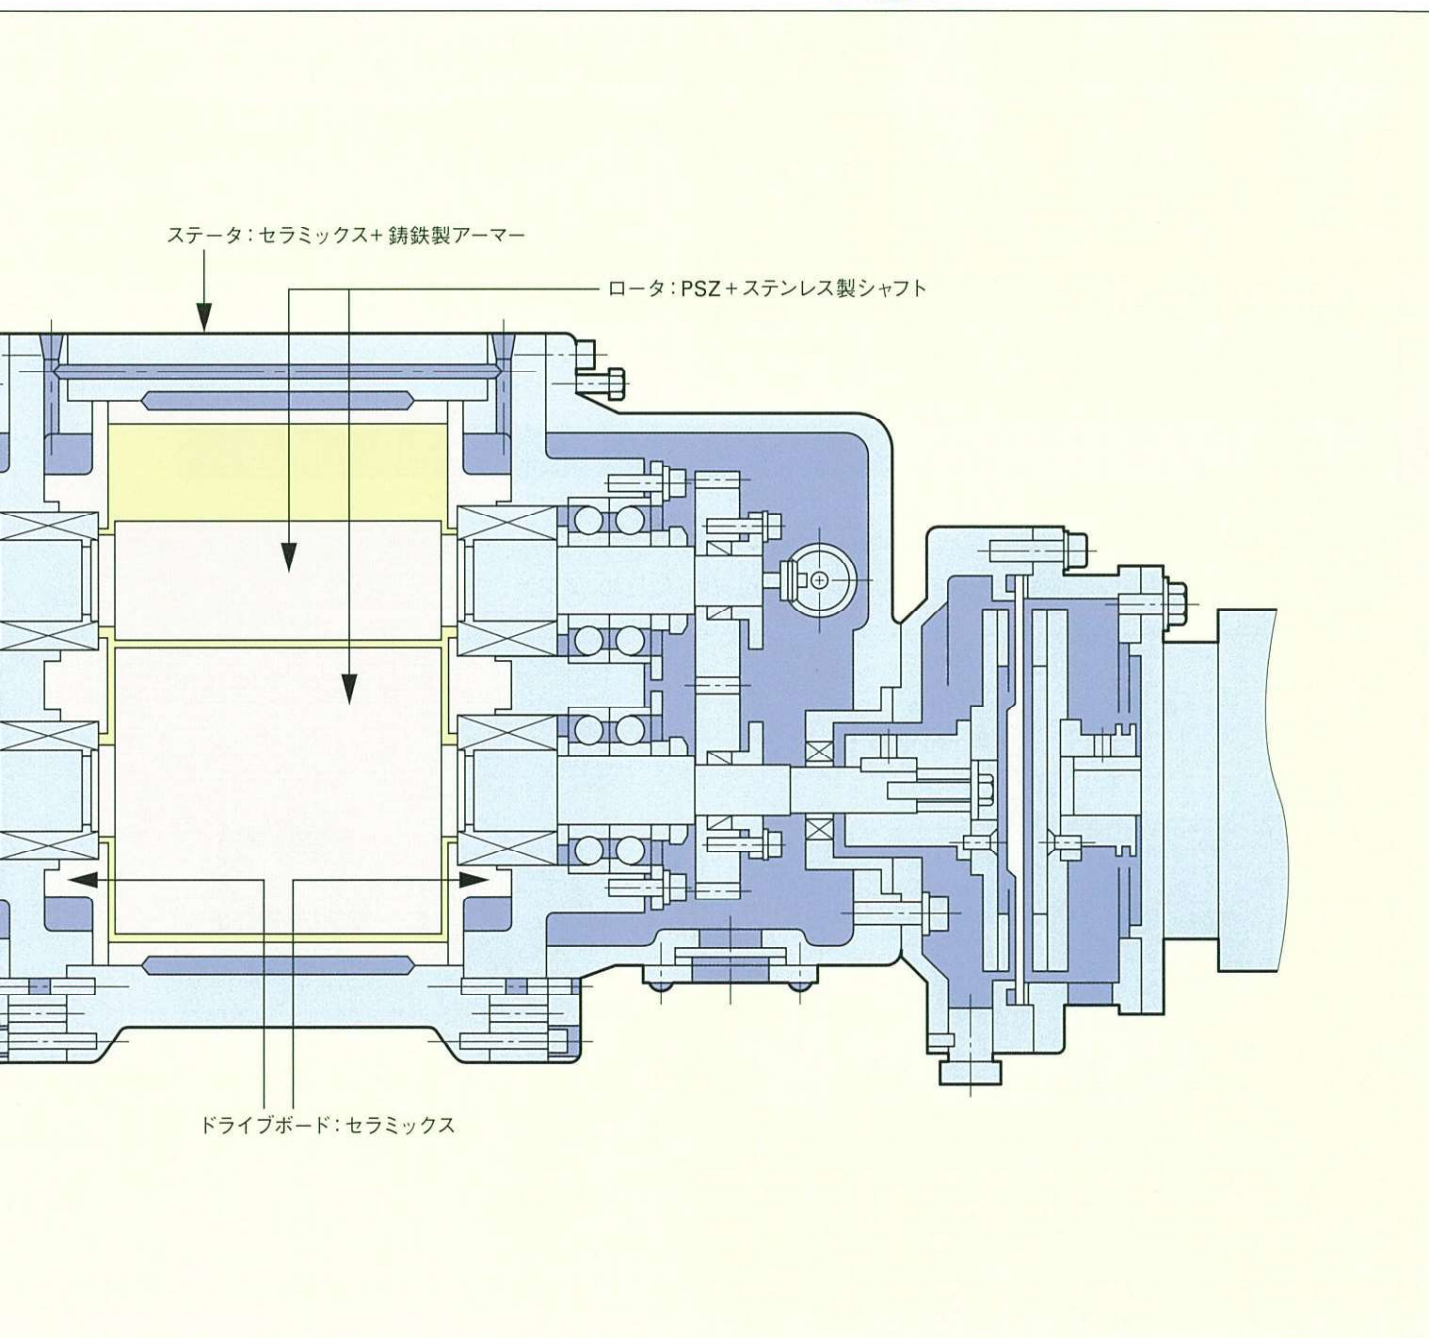 ステータ：セラミックス+ 鋳鉄製アーマー
ロータ：PSZ＋ステンレス製シャフト
ドライブボード：セラミックス